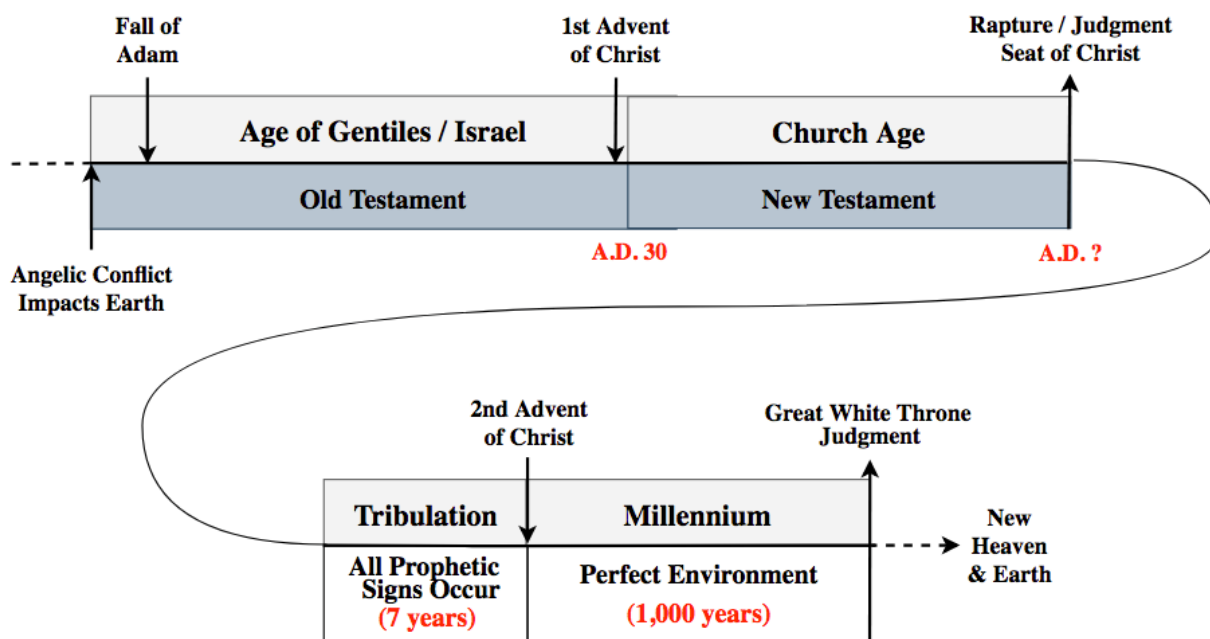 Fall of
Adam
1st Advent
of Christ
Rapture / Judgment
Seat of Christ
Age of Gentiles / Israel
Church Age
Old Testament
New Testament
A.D. 30
A.D. ?
Angelic Conflict
Impacts Earth
2nd Advent
of Christ
Great White Throne
Judgment
Tribulation
Millennium
New
Heaven
& Earth
All Prophetic
Signs Occur
(7 years)
Perfect Environment
(1,000 years)